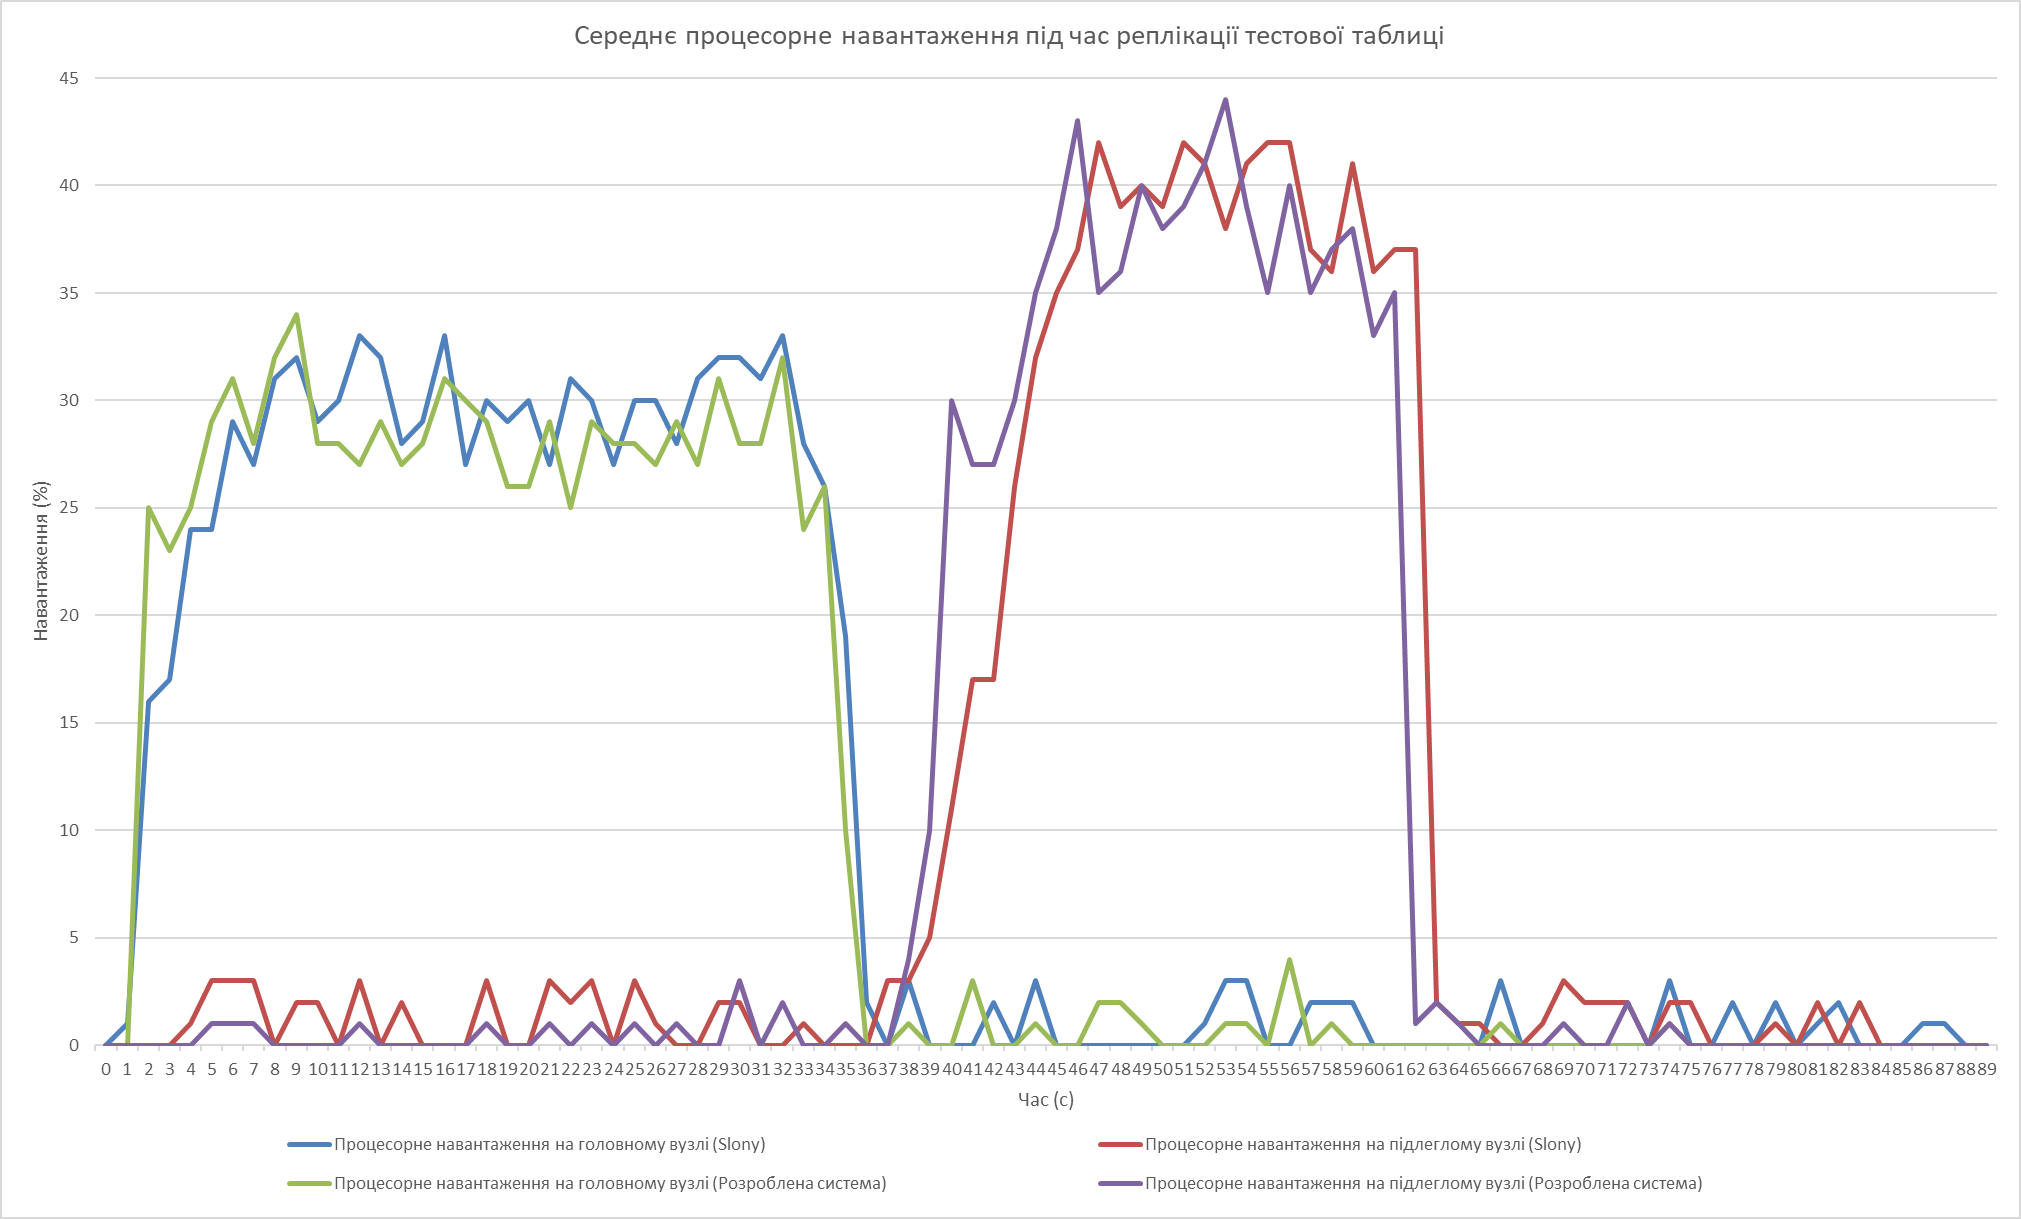 Середнє процесорне навантаження під час реплікації тестової таблиці
45
40
35
30
25
20
15
10
5
0
Навантаження (%)
0 1 2 3 4 5 6 7 8 9 10 11 12 13 14 15 16 17 18 19 20 21 22 23 24 25 26 27 28 29 30 31 32 33 34 35 36 37 38 39 40 41 42 43 44 45 46 47 48 49 50 51 52 53 54 55 56 57 58 59 60 61 62 63 64 65 66 67 68 69 70 71 72 73 74 75 76 77 78 79 80 81 82 83 84 85 86 87 88 89
Час (с)
Процесорне навантаження на головному вузлі (Slony)
Процесорне навантаження на підлеглому вузлі (Slony)
Процесорне навантаження на головному вузлі (Розроблена система)
Процесорне навантаження на підлеглому вузлі (Розроблена система)